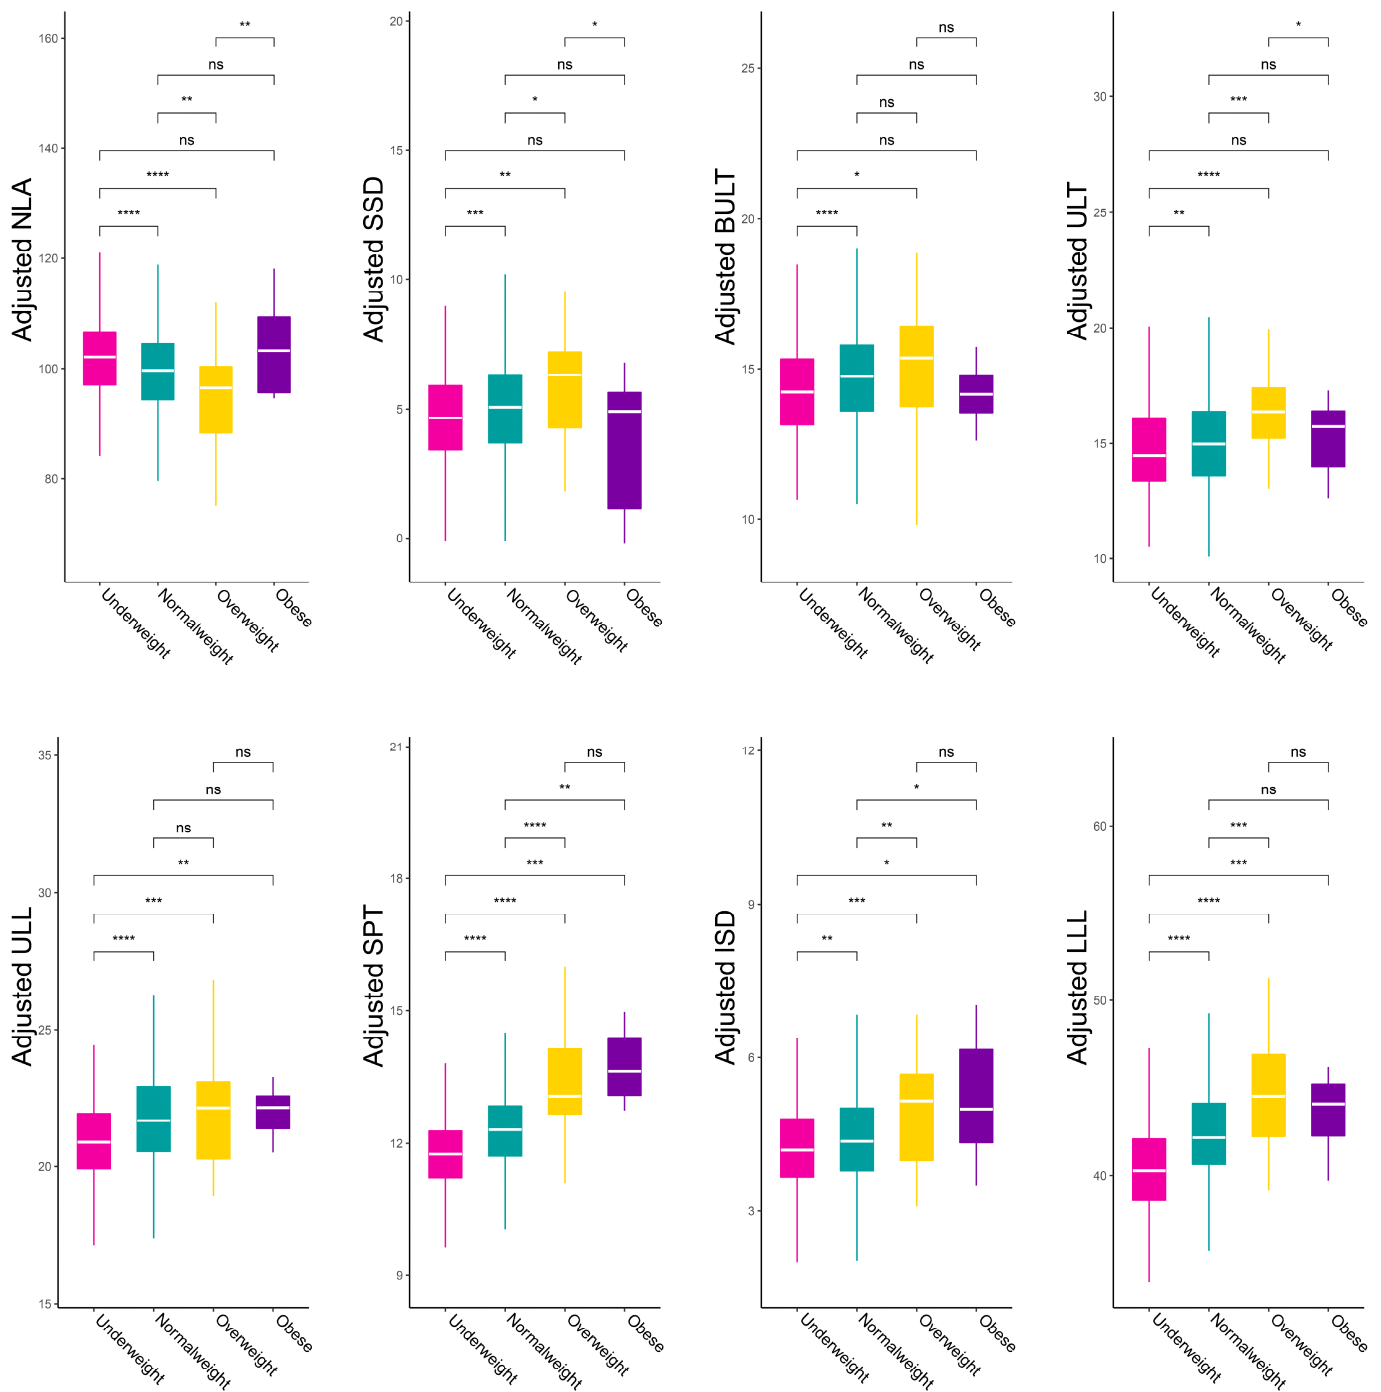 Adjusted NLA
160
140
120
100
80
**
ns
**
ns
****
****
Underweight
Normalweight
Overweight
Obese
Adjusted SSD
20
15
10
5
0
*
ns
*
ns
**
***
Underweight
Normalweight
Overweight
Obese
Adjusted BULT
25
20
15
10
ns
ns
ns
ns
*
****
Underweight
Normalweight
Overweight
Obese
Adjusted ULT
30
25
20
15
10
*
ns
***
ns
****
**
Underweight
Normalweight
Overweight
Obese
Adjusted ULL
35
30
25
20
15
ns
ns
ns
**
***
****
Underweight
Normalweight
Overweight
Obese
Adjusted SPT
21
18
15
12
9
ns
**
****
***
****
****
Underweight
Normalweight
Overweight
Obese
Adjusted ISD
12
9
6
3
ns
*
**
*
***
**
Underweight
Normalweight
Overweight
Obese
Adjusted LLL
60
50
40
ns
ns
***
***
****
****
Underweight
Normalweight
Overweight
Obese